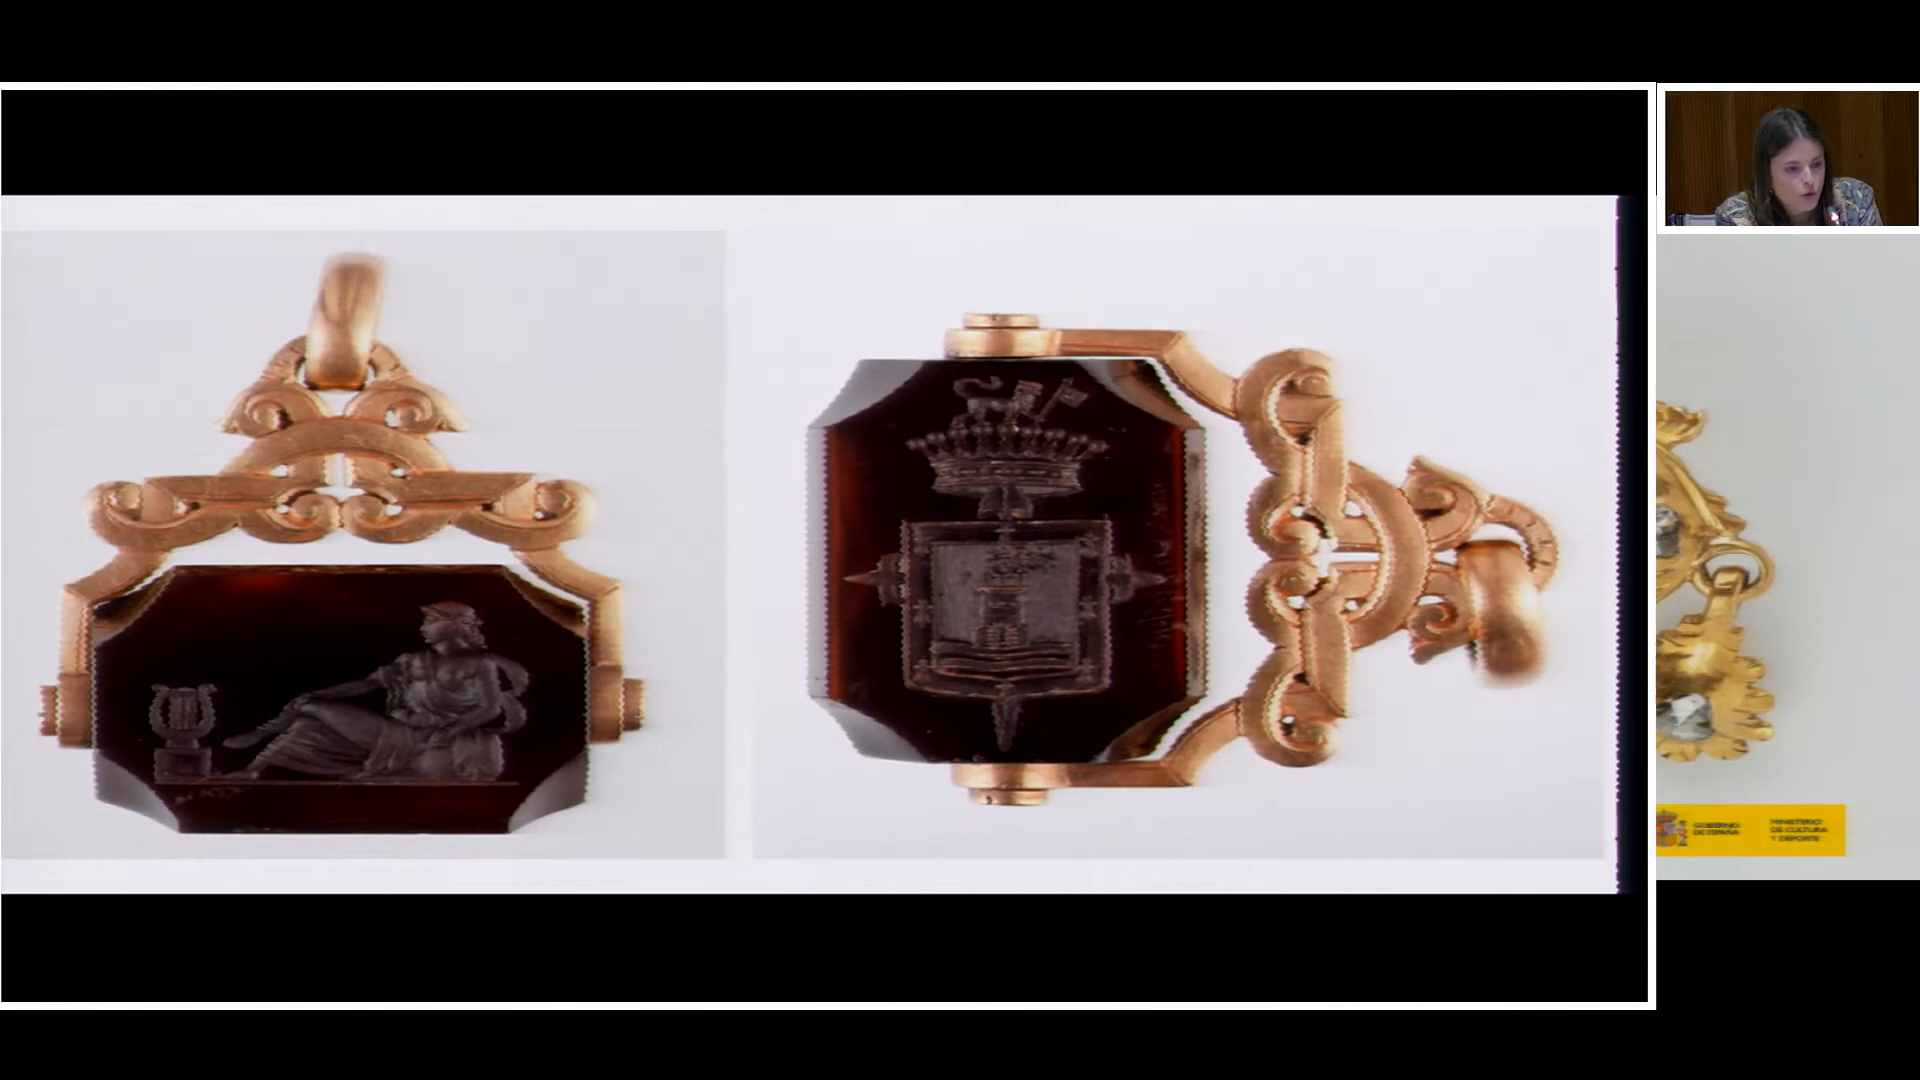 GOBIERNO
DE ESPAÑA
MINISTERIO
DE CULTURA
Y DEPORTE